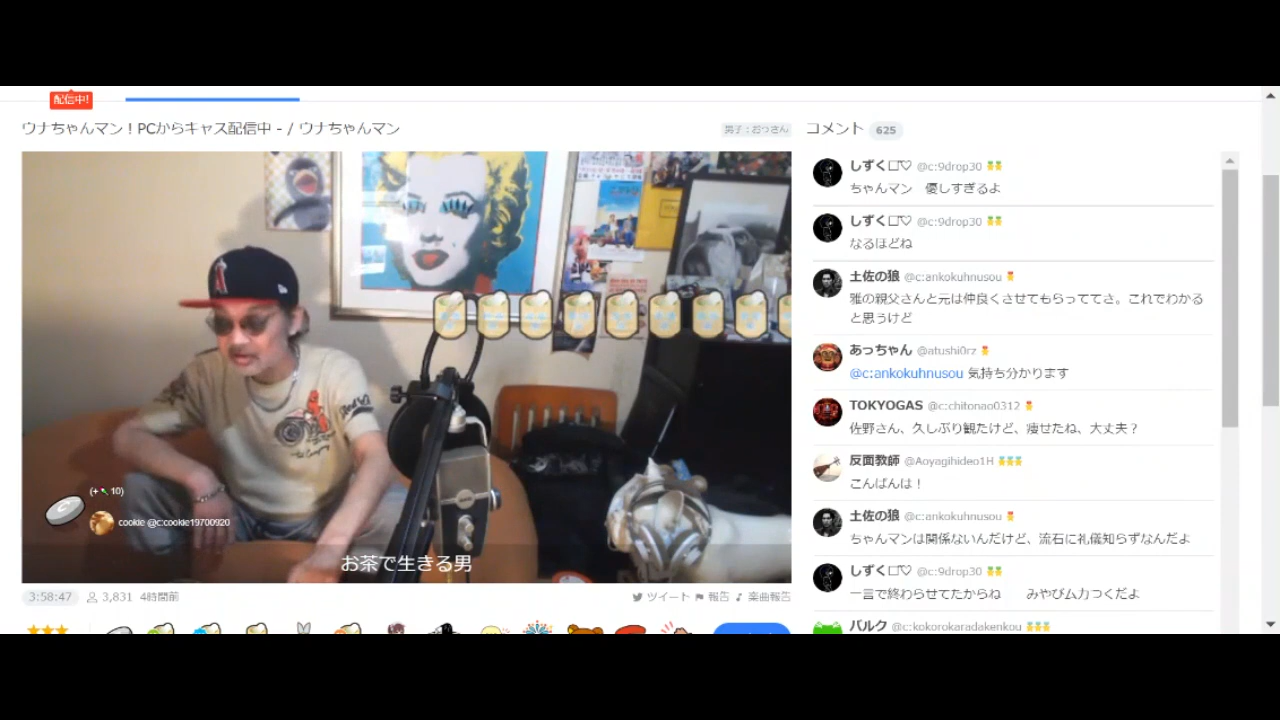 配信中!
ウナちゃんマン！PCからキャス配信中 - / ウナちゃんマン
男子：おっさん
(+ 10)
cookie @c:cookie19700920
お茶で生きる男
3:58:47 3,831 4時間前
ツイート 報告 楽曲報告
コメント 625
しずく□♡ @c:9drop30
ちゃんマン　優しすぎるよ
しずく□♡ @c:9drop30
なるほどね
土佐の狼 @c:ankokuhnusou
雅の親父さんと元は仲良くさせてもらっててさ。これでわかる
と思うけど
あっちゃん @atushi0rz
@c:ankokuhnusou 気持ち分かります
TOKYOGAS @c:chitonao0312
佐野さん、久しぶり観たけど、痩せたね、大丈夫？
反面教師 @Aoyagihideo1H
こんばんは！
土佐の狼 @c:ankokuhnusou
ちゃんマンは関係ないんだけど、流石に礼儀知らずなんだよ
しずく□♡ @c:9drop30
一言で終わらせてたからね　　みやびムカつくだよ
バルク @c:kokorokaradakenkou